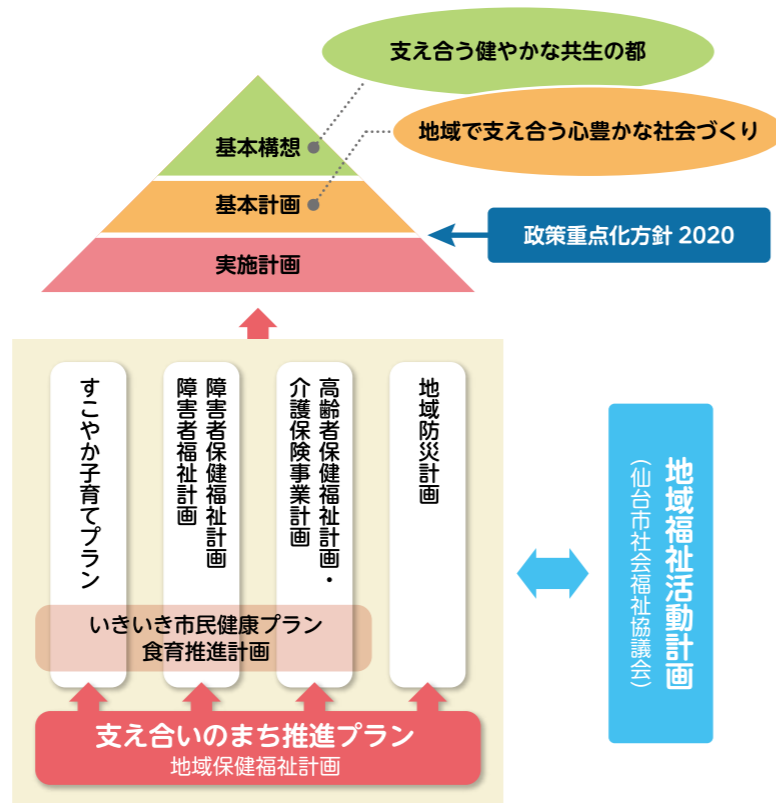 支え合う健やかな共生の都
地域で支え合う心豊かな社会づくり
基本構想
基本計画
実施計画
政策重点化方針 2020
すこやか子育てプラン
障害者保健福祉計画
障害者福祉計画
高齢者保健福祉計画・
介護保険事業計画
地域防災計画
いきいき市民健康プラン
食育推進計画
支え合いのまち推進プラン
地域保健福祉計画
地域福祉活動計画
（仙台市社会福祉協議会）